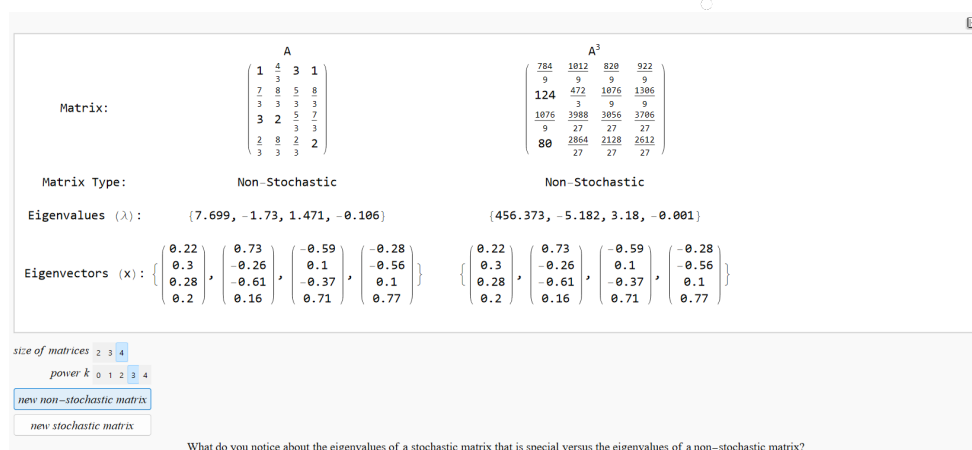 A A³
Matrix:
1 4/3 3 1
7/3 8/3 5/3 8/3
3 2 5/3 7/3
2/3 8/3 2/3 2
784/9 1012/9 820/9 922/9
124 472/3 1076/9 1306/9
1076/9 3988/27 3056/27 3706/27
80 2864/27 2128/27 2612/27
Matrix Type: Non-Stochastic Non-Stochastic
Eigenvalues (λ): {7.699, -1.73, 1.471, -0.106} {456.373, -5.182, 3.18, -0.001}
Eigenvectors (x):
0.22 0.73 -0.59 -0.28 0.22 0.73 -0.59 -0.28
0.3 -0.26 0.1 -0.56 0.3 -0.26 0.1 -0.56
0.28 -0.61 -0.37 0.1 0.28 -0.61 -0.37 0.1
0.2 0.16 0.71 0.77 0.2 0.16 0.71 0.77
size of matrices 2 3 4
power k 0 1 2 3 4
new non-stochastic matrix
new stochastic matrix
What do you notice about the eigenvalues of a stochastic matrix that is special versus the eigenvalues of a non-stochastic matrix?